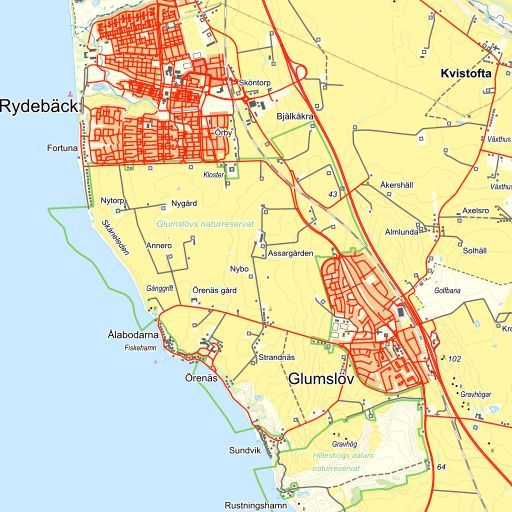 Kvistofta
Sköntorp
Rydebäck
Bjälkåkra
Örby
Växthus
Fortuna
Kloster
Växthus
Åkershäll
43
Nytorp
Nygård
Axelsro
Glumslövs naturreservat
Skåneleden
Almlunda
Annero
Assargården
Solhäll
Nybo
Gånggrift
Örenäs gård
Golfbana
Ålabodarna
Fiskehamn
Kro
Strandnäs
102
Örenäs
Glumslöv
Gravhögar
Gravhög
Sundvik
Hilleshögs dalars
naturreservat
64
Rustningshamn